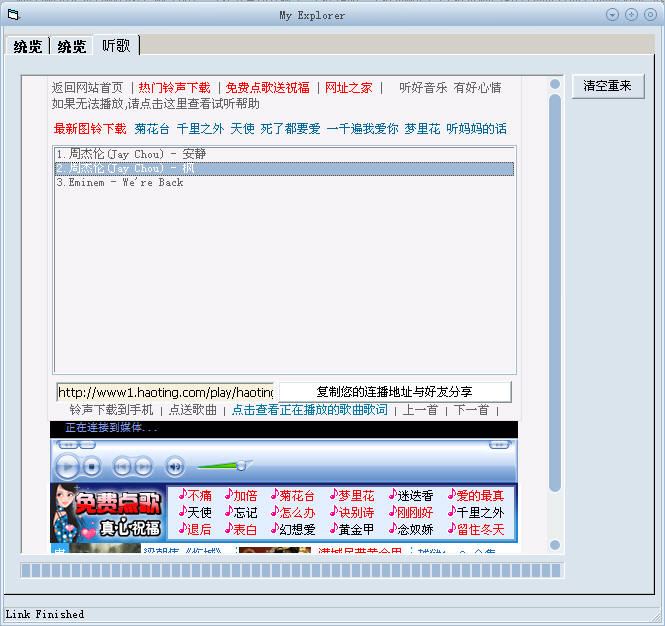 My Explorer
统览 统览 听歌
返回网站首页 | 热门铃声下载 | 免费点歌送祝福 | 网址之家 | 听好音乐 有好心情
清空重来
如果无法播放,请点击这里查看试听帮助
最新图铃下载 菊花台 千里之外 天使 死了都要爱 一千遍我爱你 梦里花 听妈妈的话
1.周杰伦(Jay Chou) - 安静
2.周杰伦(Jay Chou) - 枫
3.Eminem - We're Back
http://www1.haoting.com/play/haoting 复制您的连播地址与好友分享
铃声下载到手机 | 点送歌曲 | 点击查看正在播放的歌曲歌词 | 上一首 | 下一首 |
正在连接到媒体...
免费点歌
真心祝福
不痛 加倍 菊花台 梦里花 迷迭香 爱的最真
天使 忘记 怎么办 诀别诗 刚刚好 千里之外
退后 表白 幻想爱 黄金甲 念奴娇 留住冬天
梁朝伟《伤城》 满城尽带黄金甲
Link Finished